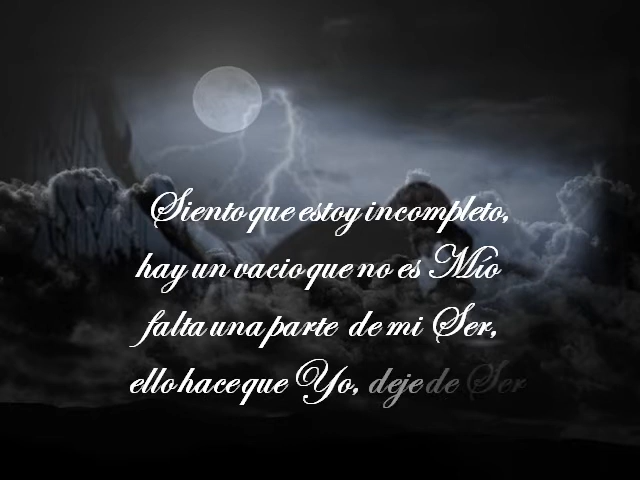 Siento que estoy incompleto,
hay un vacio que no es Mío
falta una parte de mi Ser,
ello hace que Yo, deje de Ser